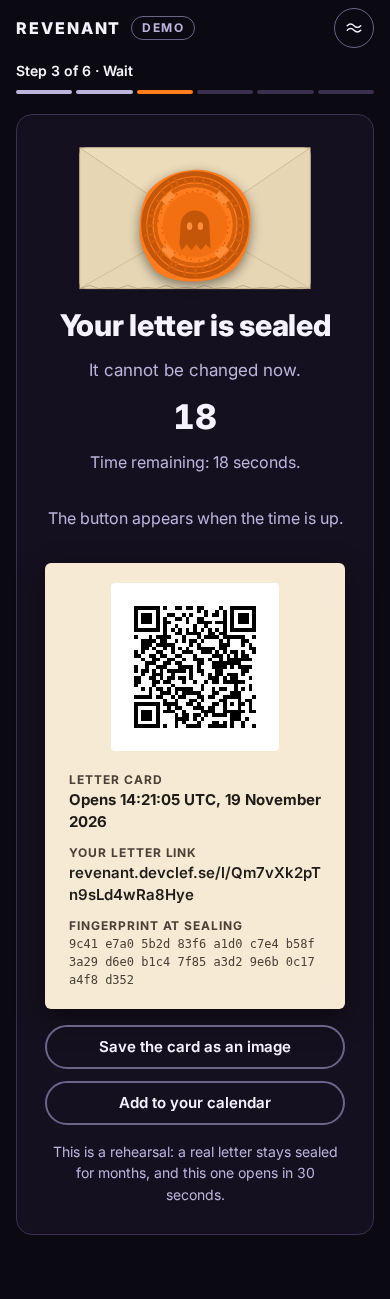 REVENANT DEMO
Step 3 of 6 · Wait
Your letter is sealed
It cannot be changed now.
18
Time remaining: 18 seconds.
The button appears when the time is up.
LETTER CARD
Opens 14:21:05 UTC, 19 November
2026
YOUR LETTER LINK
revenant.devclef.se/l/Qm7vXk2pT
n9sLd4wRa8Hye
FINGERPRINT AT SEALING
9c41 e7a0 5b2d 83f6 a1d0 c7e4 b58f
3a29 d6e0 b1c4 7f85 a3d2 9e6b 0c17
a4f8 d352
Save the card as an image
Add to your calendar
This is a rehearsal: a real letter stays sealed
for months, and this one opens in 30
seconds.